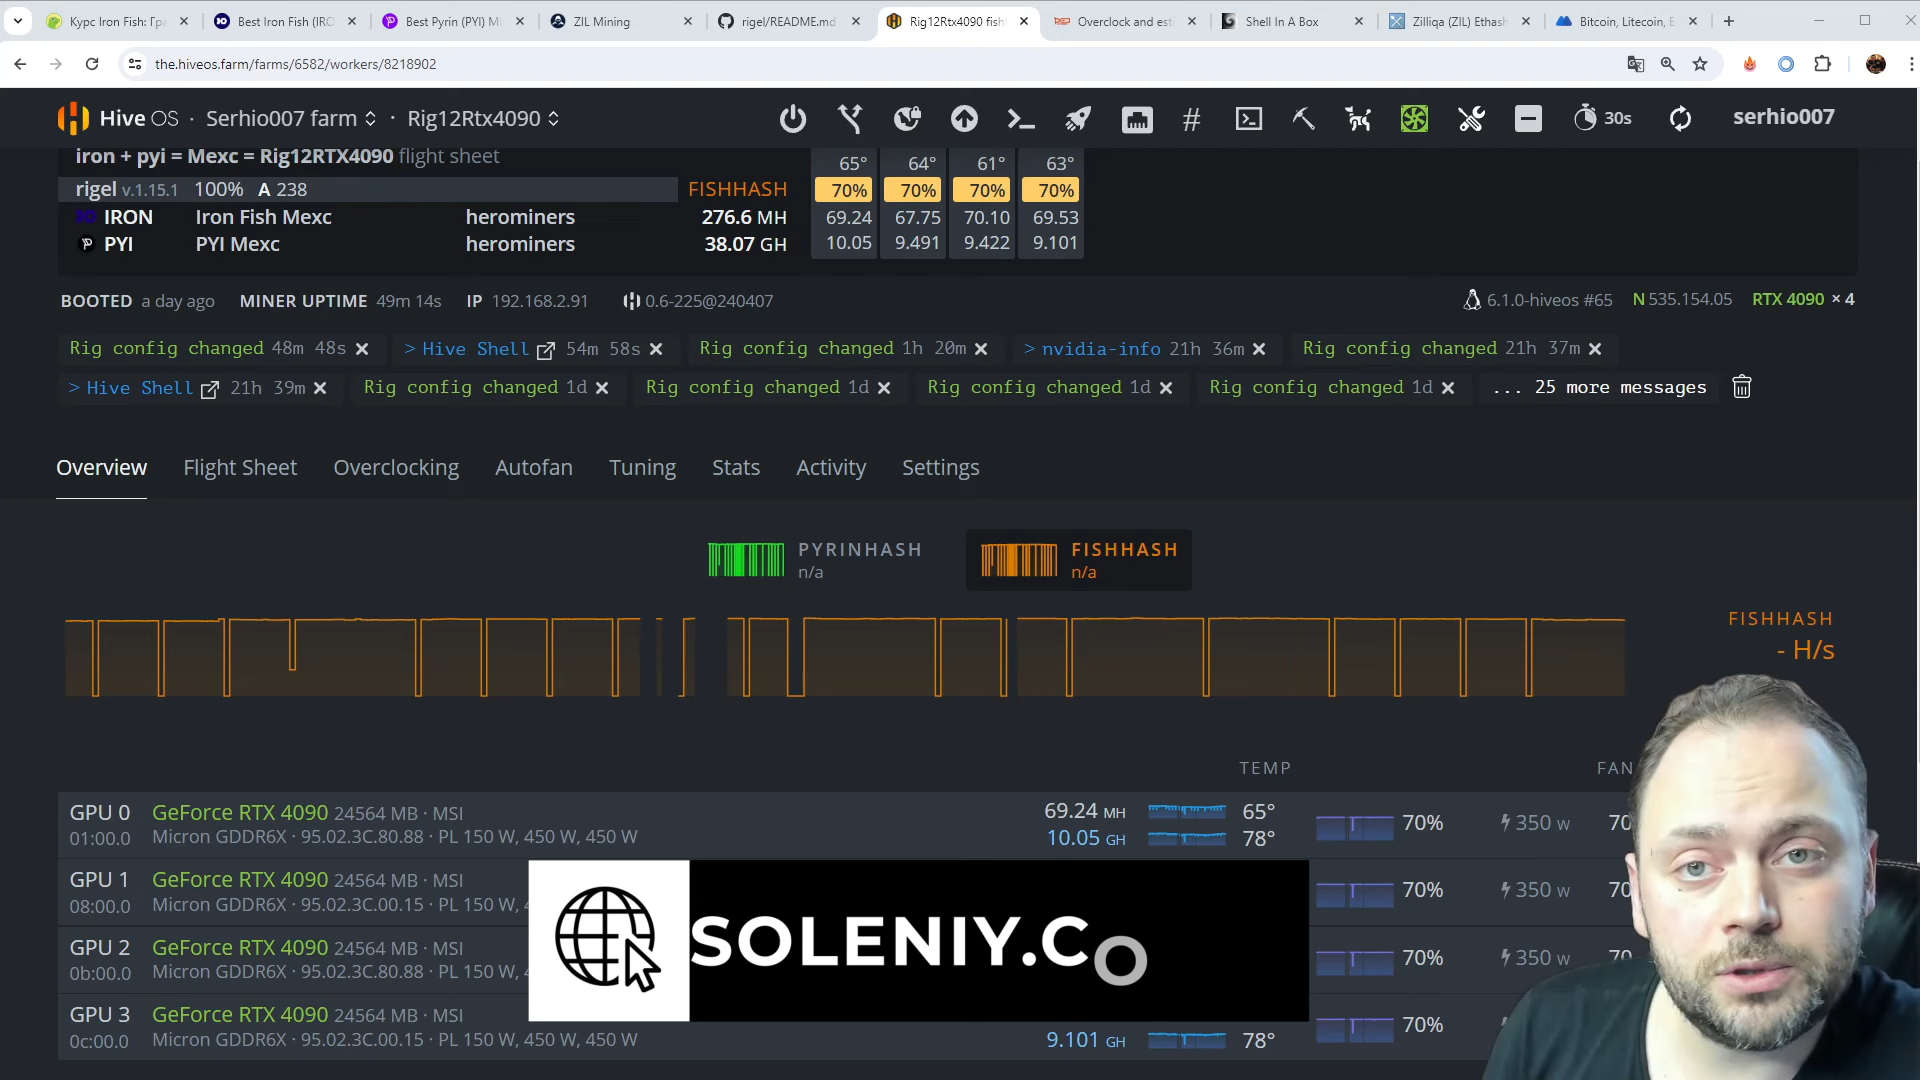 Курс Iron Fish: Гра
Best Iron Fish (IRO
Best Pyrin (PYI) Mi
ZIL Mining
rigel/README.md
Rig12Rtx4090 fish
Overclock and est
Shell In A Box
Zilliqa (ZIL) Ethash
Bitcoin, Litecoin, E
the.hiveos.farm/farms/6582/workers/8218902
Hive OS · Serhio007 farm · Rig12Rtx4090
30s
serhio007
iron + pyi = Mexc = Rig12RTX4090 flight sheet
65° 64° 61° 63°
rigel v.1.15.1 100% A 238 FISHHASH 70% 70% 70% 70%
IRON Iron Fish Mexc herominers 276.6 MH 69.24 67.75 70.10 69.53
PYI PYI Mexc herominers 38.07 GH 10.05 9.491 9.422 9.101
BOOTED a day ago MINER UPTIME 49m 14s IP 192.168.2.91 0.6-225@240407 6.1.0-hiveos #65 N 535.154.05 RTX 4090 × 4
Rig config changed 48m 48s > Hive Shell 54m 58s Rig config changed 1h 20m > nvidia-info 21h 36m Rig config changed 21h 37m
> Hive Shell 21h 39m Rig config changed 1d Rig config changed 1d Rig config changed 1d Rig config changed 1d ... 25 more messages
Overview Flight Sheet Overclocking Autofan Tuning Stats Activity Settings
PYRINHASH
n/a
FISHHASH
n/a
FISHHASH
- H/s
TEMP FAN
GPU 0 GeForce RTX 4090 24564 MB · MSI 69.24 MH 65°
01:00.0 Micron GDDR6X · 95.02.3C.80.88 · PL 150 W, 450 W, 450 W 10.05 GH 78° 70% 350 W 70
GPU 1 GeForce RTX 4090 24564 MB · MSI
08:00.0 Micron GDDR6X · 95.02.3C.00.15 · PL 150 W, 70% 350 W 70
GPU 2 GeForce RTX 4090 24564 MB · MSI
0b:00.0 Micron GDDR6X · 95.02.3C.80.88 · PL 150 W, 70% 350 W 70
GPU 3 GeForce RTX 4090 24564 MB · MSI
0c:00.0 Micron GDDR6X · 95.02.3C.00.15 · PL 150 W, 450 W, 450 W 9.101 GH 78° 70%
SOLENIY.CO